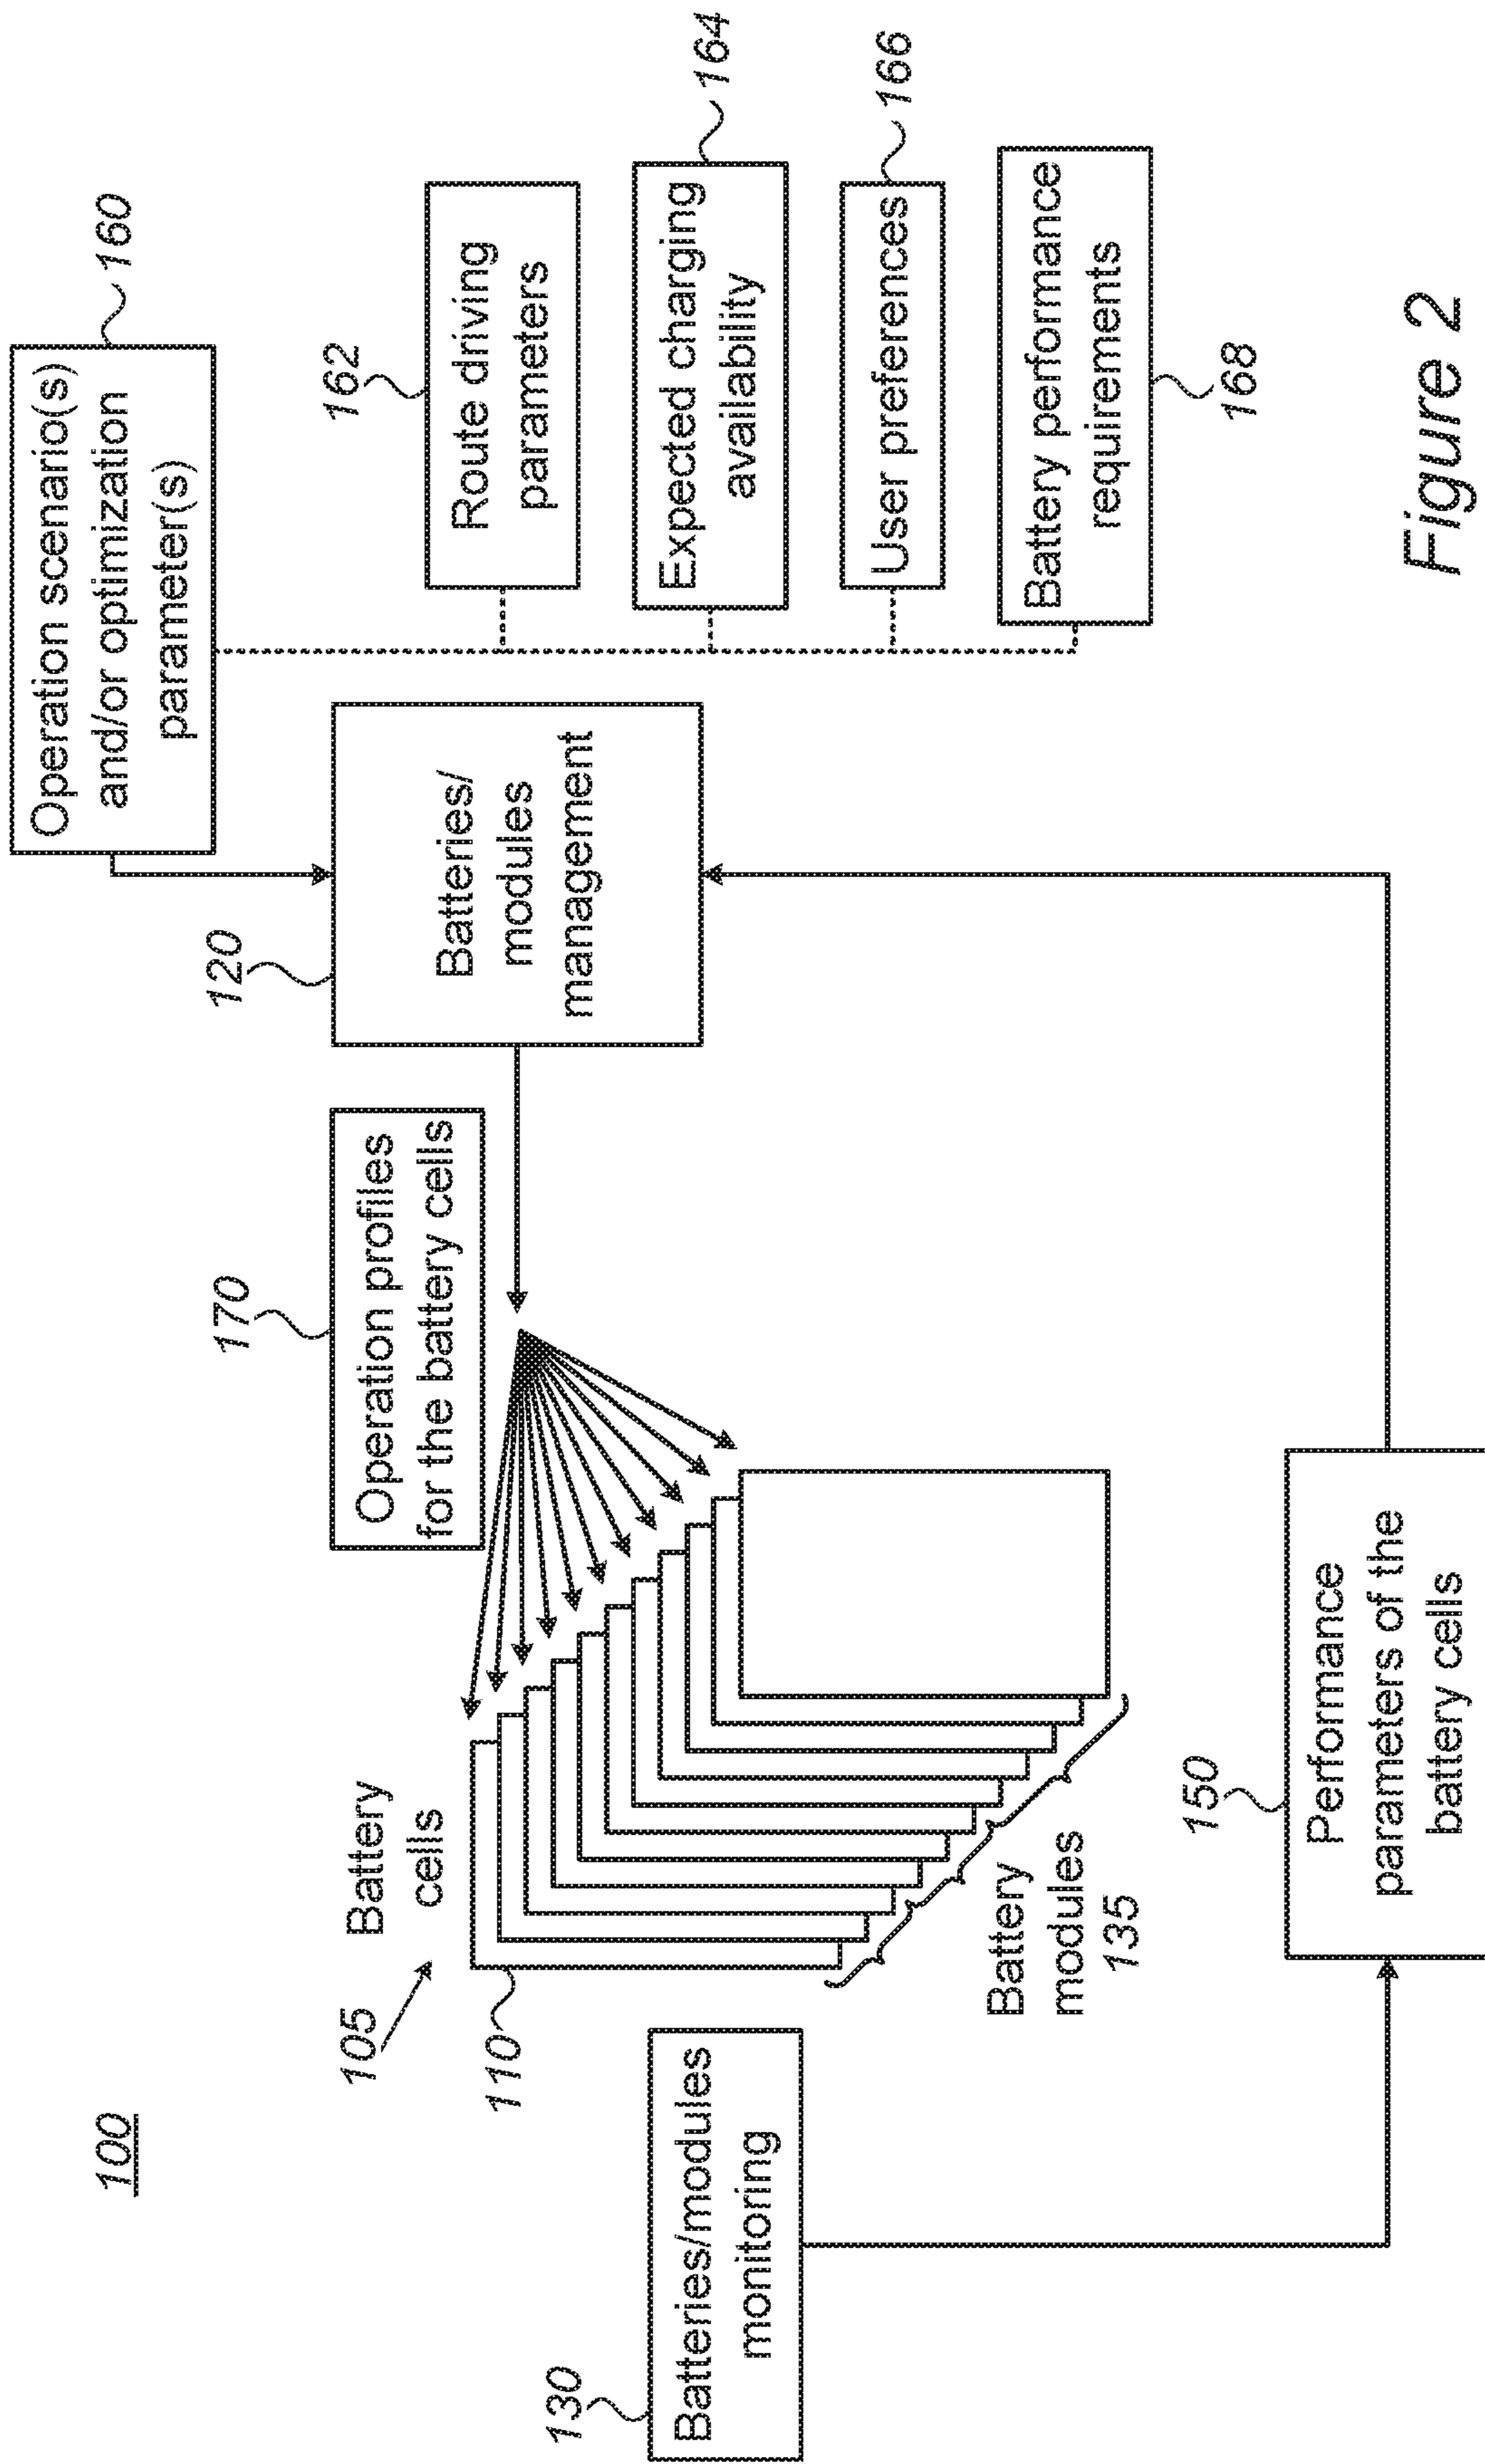 100
130
Batteries/modules
monitoring
105
Battery
cells
110
Battery
modules
135
150
Performance
parameters of the
battery cells
170
Operation profiles
for the battery cells
120
Batteries/
modules
management
Operation scenario(s)
and/or optimization
parameter(s)
160
162
Route driving
parameters
Expected charging
availability
164
User preferences
166
Battery performance
requirements
168
Figure 2